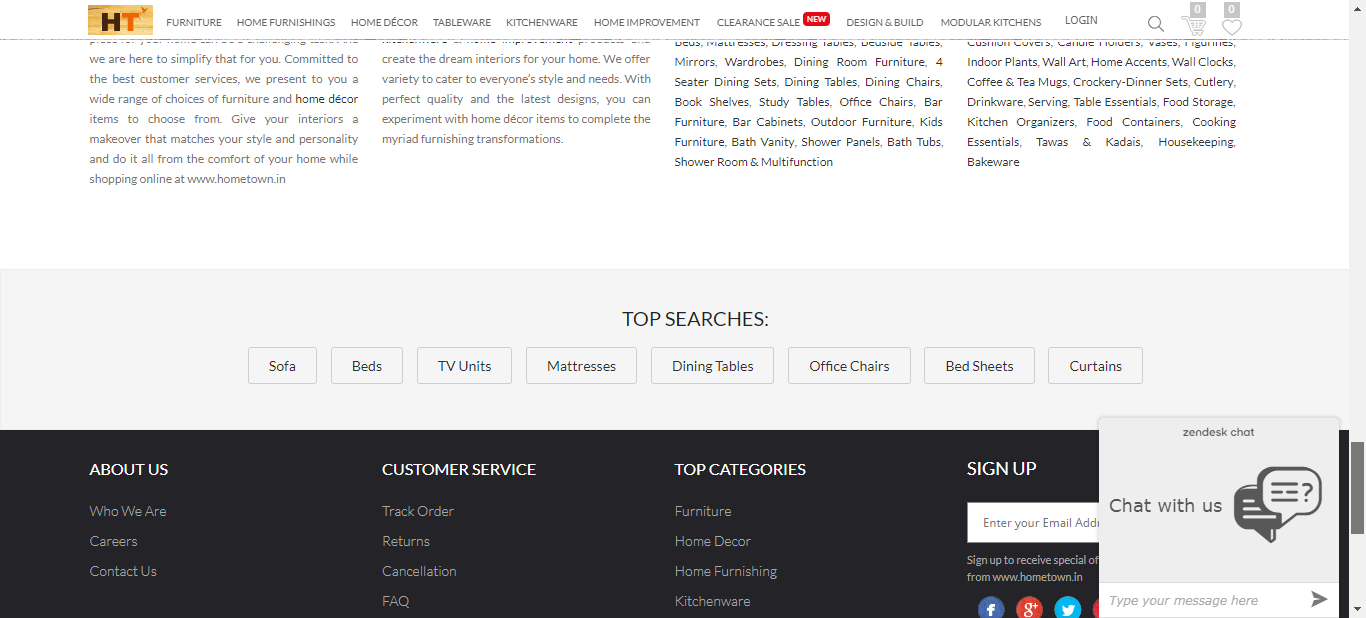 HT
FURNITURE HOME FURNISHINGS HOME DÉCOR TABLEWARE KITCHENWARE HOME IMPROVEMENT CLEARANCE SALE NEW DESIGN & BUILD MODULAR KITCHENS LOGIN 0 0
we are here to simplify that for you. Committed to
the best customer services, we present to you a
wide range of choices of furniture and home décor
items to choose from. Give your interiors a
makeover that matches your style and personality
and do it all from the comfort of your home while
shopping online at www.hometown.in
create the dream interiors for your home. We offer
variety to cater to everyone's style and needs. With
perfect quality and the latest designs, you can
experiment with home décor items to complete the
myriad furnishing transformations.
Beds, Mattresses, Dressing Tables, Bedside Tables,
Mirrors, Wardrobes, Dining Room Furniture, 4
Seater Dining Sets, Dining Tables, Dining Chairs,
Book Shelves, Study Tables, Office Chairs, Bar
Furniture, Bar Cabinets, Outdoor Furniture, Kids
Furniture, Bath Vanity, Shower Panels, Bath Tubs,
Shower Room & Multifunction
Cushion Covers, Candle Holders, Vases, Figurines,
Indoor Plants, Wall Art, Home Accents, Wall Clocks,
Coffee & Tea Mugs, Crockery-Dinner Sets, Cutlery,
Drinkware, Serving, Table Essentials, Food Storage,
Kitchen Organizers, Food Containers, Cooking
Essentials, Tawas & Kadais, Housekeeping,
Bakeware
TOP SEARCHES:
Sofa Beds TV Units Mattresses Dining Tables Office Chairs Bed Sheets Curtains
ABOUT US
Who We Are
Careers
Contact Us
CUSTOMER SERVICE
Track Order
Returns
Cancellation
FAQ
TOP CATEGORIES
Furniture
Home Decor
Home Furnishing
Kitchenware
SIGN UP
Enter your Email
Sign up to receive special
from www.hometown.in
f g+
zendesk chat
Chat with us
?
Type your message here